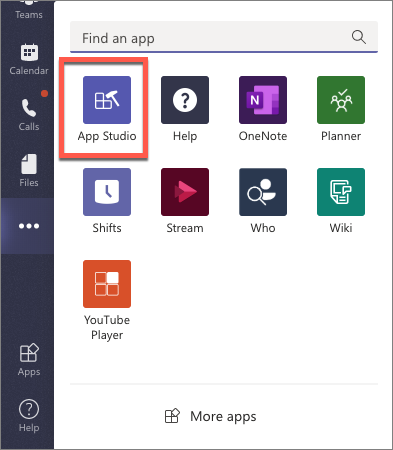 Teams
Calendar
Calls
Files
Apps
Help
Find an app
App Studio
Help
OneNote
Planner
Shifts
Stream
Who
Wiki
YouTube
Player
More apps